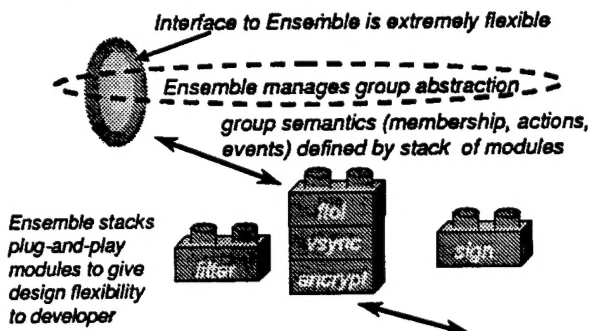 Interface to Ensemble is extremely flexible
Ensemble manages group abstraction
group semantics (membership, actions,
events) defined by stack of modules
ftol
vsync
encrypt
filter
sign
Ensemble stacks
plug-and-play
modules to give
design flexibility
to developer